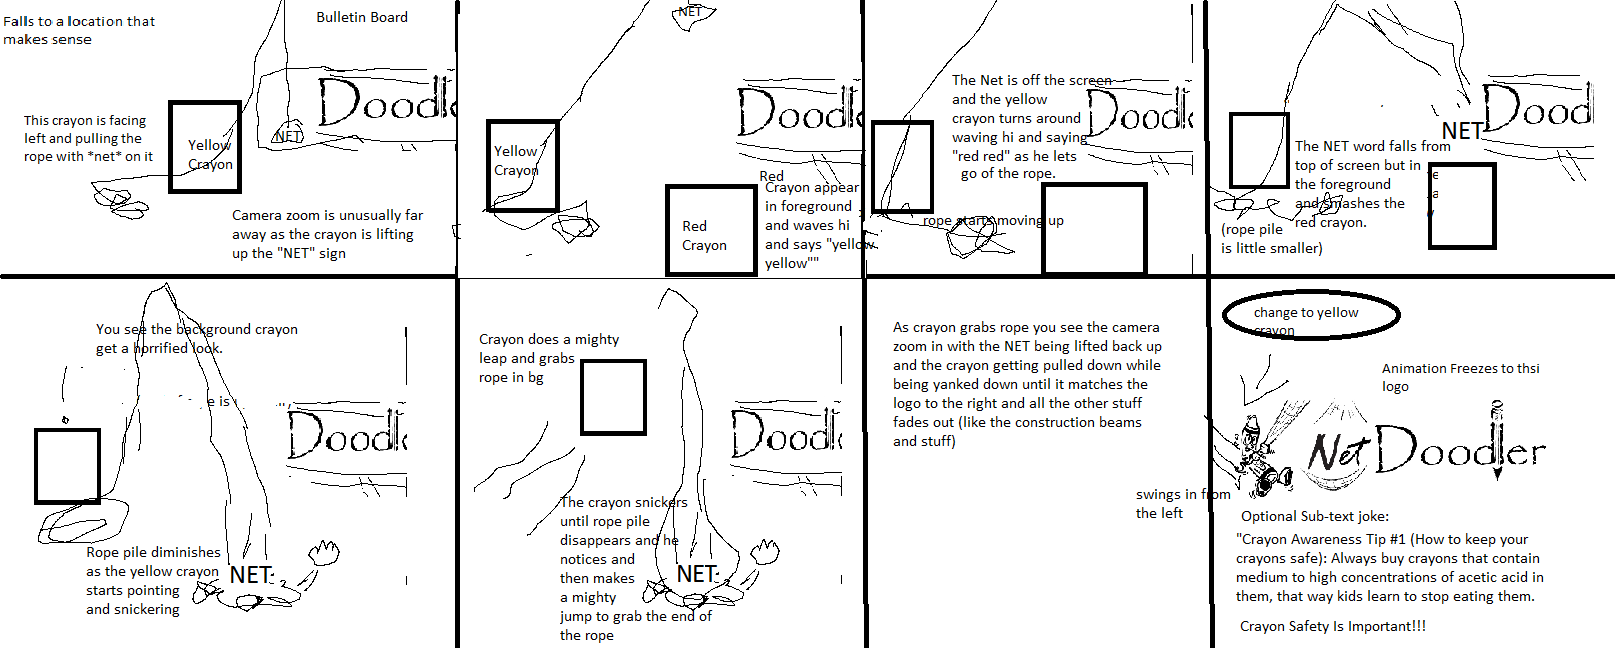 Falls to a location that
makes sense
Bulletin Board
This crayon is facing
left and pulling the
rope with *net* on it
Yellow
Crayon
NET
Doodl
Camera zoom is unusually far
away as the crayon is lifting
up the "NET" sign
NET
Yellow
Crayon
Doodle
Red
Crayon appear
in foreground
and waves hi
and says "yellow
yellow""
Red
Crayon
The Net is off the screen
and the yellow
crayon turns around
waving hi and saying
"red red" as he lets
go of the rope.
Doodl
rope starts moving up
Doodl
NET
The NET word falls from
top of screen but in
the foreground
and smashes the
red crayon.
(rope pile
is little smaller)
You see the background crayon
get a horrified look.
e is
Doodl
Rope pile diminishes
as the yellow crayon
starts pointing
and snickering
NET
Crayon does a mighty
leap and grabs
rope in bg
Doodl
The crayon snickers
until rope pile
disappears and he
notices and
then makes
a mighty
jump to grab the end of
the rope
NET
As crayon grabs rope you see the camera
zoom in with the NET being lifted back up
and the crayon getting pulled down while
being yanked down until it matches the
logo to the right and all the other stuff
fades out (like the construction beams
and stuff)
change to yellow
crayon
Animation Freezes to thsi
logo
Net Doodler
swings in from
the left
Optional Sub-text joke:
"Crayon Awareness Tip #1 (How to keep your
crayons safe): Always buy crayons that contain
medium to high concentrations of acetic acid in
them, that way kids learn to stop eating them.
Crayon Safety Is Important!!!